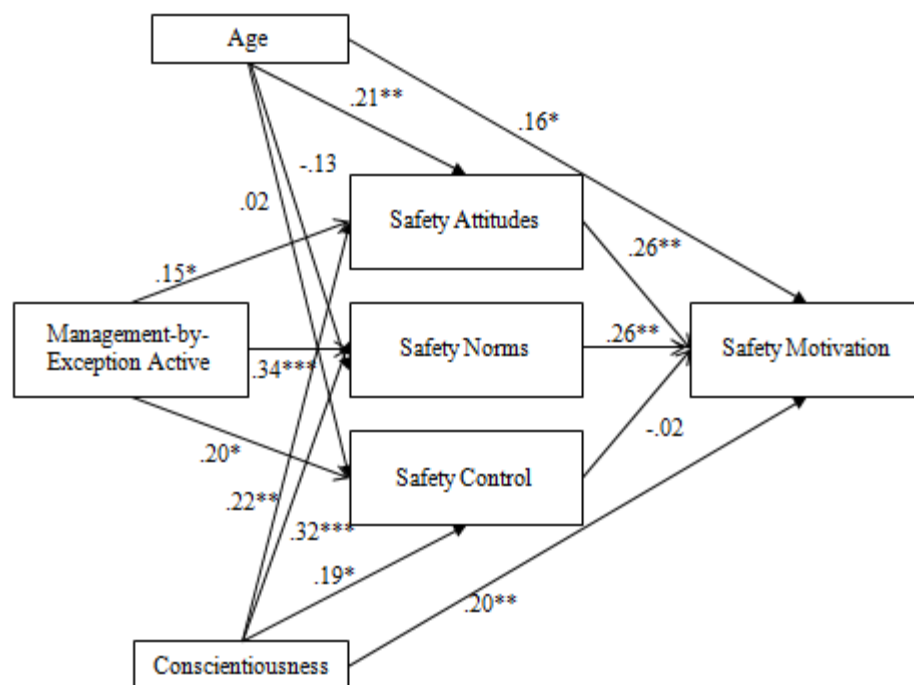 Age
.21**
.16*
-.13
.02
Safety Attitudes
.26**
.15*
Management-by-
Exception Active
.34***
Safety Norms
.26**
Safety Motivation
-.02
.20*
Safety Control
.22**
.32***
.19*
.20**
Conscientiousness